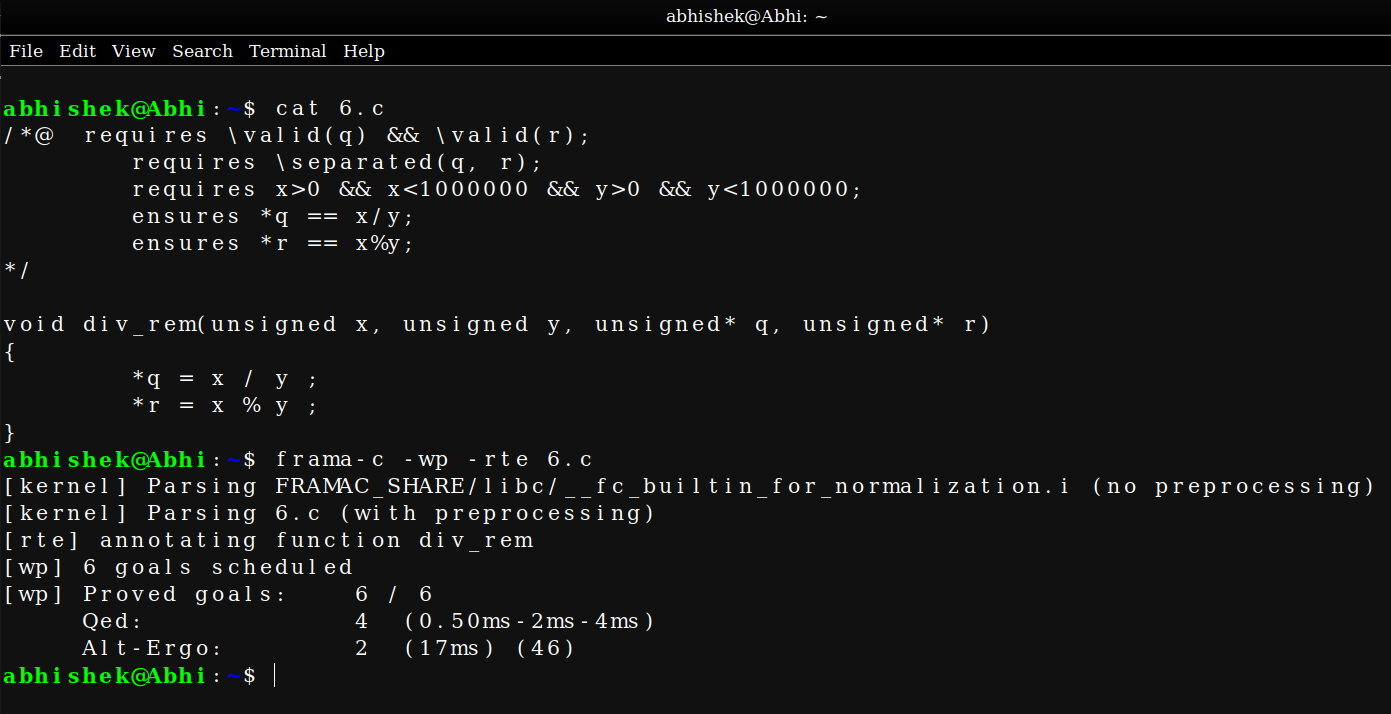 abhishek@Abhi: ~
File Edit View Search Terminal Help
abhishek@Abhi:~$ cat 6.c
/*@  requires \valid(q) && \valid(r);
        requires \separated(q, r);
        requires x>0 && x<1000000 && y>0 && y<1000000;
        ensures *q == x/y;
        ensures *r == x%y;
*/
void div_rem(unsigned x, unsigned y, unsigned* q, unsigned* r)
{
        *q = x / y ;
        *r = x % y ;
}
abhishek@Abhi:~$ frama-c -wp -rte 6.c
[kernel] Parsing FRAMAC_SHARE/libc/__fc_builtin_for_normalization.i (no preprocessing)
[kernel] Parsing 6.c (with preprocessing)
[rte] annotating function div_rem
[wp] 6 goals scheduled
[wp] Proved goals:    6 / 6
     Qed:             4  (0.50ms-2ms-4ms)
     Alt-Ergo:        2  (17ms) (46)
abhishek@Abhi:~$